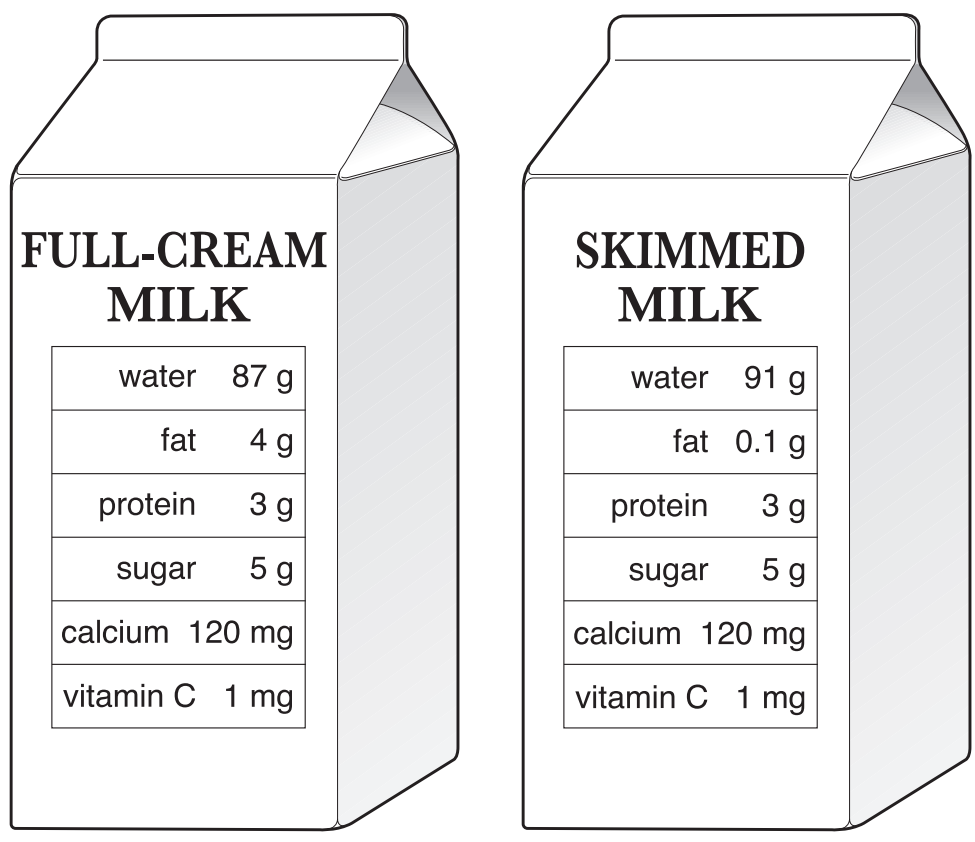 FULL-CREAM
MILK
water 87 g
fat 4 g
protein 3 g
sugar 5 g
calcium 120 mg
vitamin C 1 mg
SKIMMED
MILK
water 91 g
fat 0.1 g
protein 3 g
sugar 5 g
calcium 120 mg
vitamin C 1 mg